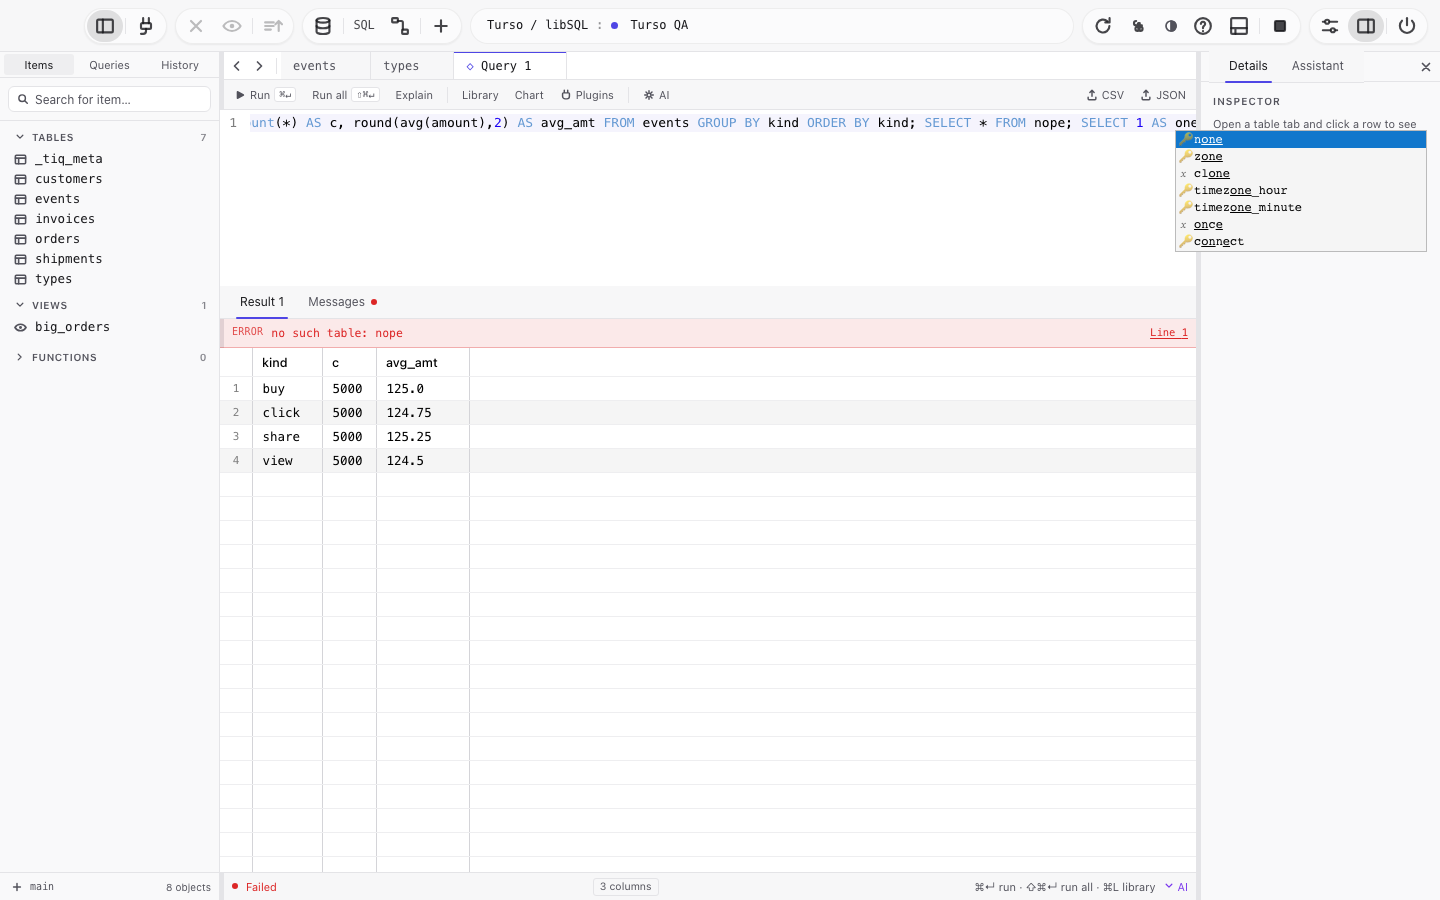 SQL
Turso / libSQL : Turso QA
Items Queries History
Search for item...
TABLES 7
_tiq_meta
customers
events
invoices
orders
shipments
types
VIEWS 1
big_orders
FUNCTIONS 0
main 8 objects
events types Query 1
Run ⌘↵ Run all ⇧⌘↵ Explain Library Chart Plugins AI CSV JSON
1 unt(*) AS c, round(avg(amount),2) AS avg_amt FROM events GROUP BY kind ORDER BY kind; SELECT * FROM nope; SELECT 1 AS one
none
zone
clone
timezone_hour
timezone_minute
once
connect
Result 1 Messages
ERROR no such table: nope Line 1
kind c avg_amt
1 buy 5000 125.0
2 click 5000 124.75
3 share 5000 125.25
4 view 5000 124.5
Failed 3 columns ⌘↵ run · ⇧⌘↵ run all · ⌘L library AI
Details Assistant
INSPECTOR
Open a table tab and click a row to see